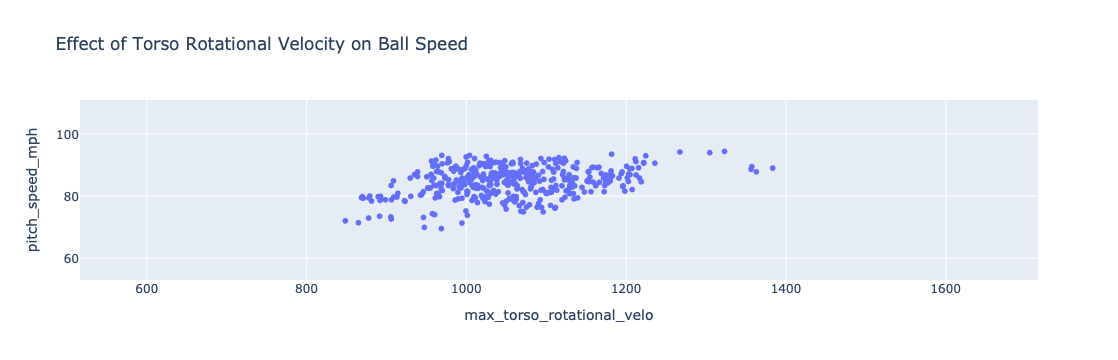 Effect of Torso Rotational Velocity on Ball Speed
100
80
60
pitch_speed_mph
600 800 1000 1200 1400 1600
max_torso_rotational_velo